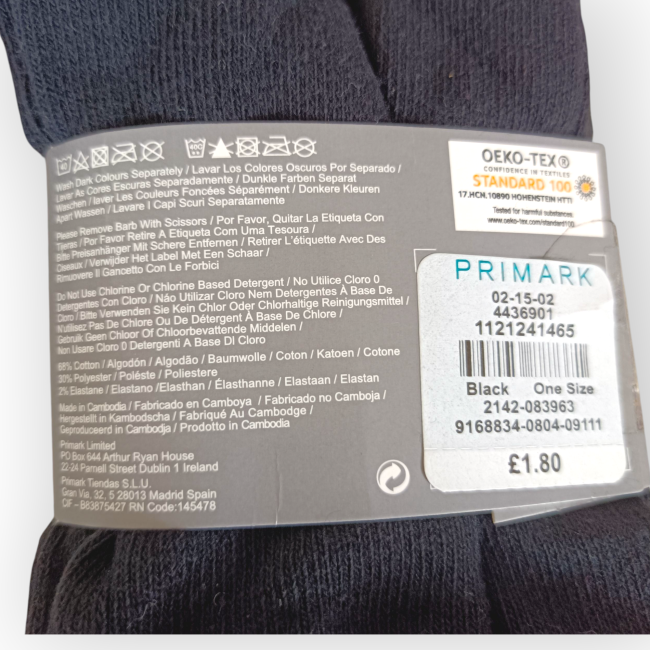 40
40C
Wash Dark Colours Separately / Lavar Los Colores Oscuros Por Separado /
Lavar As Cores Escuras Separadamente / Dunkle Farben Separat
Waschen / laver Les Couleurs Foncées Séparément / Donkere Kleuren
Apart Wassen / Lavare i Capi Scuri Separatamente
Please Remove Barb With Scissors / Por Favor, Quitar La Etiqueta Con
Tijeras / Por Favor Retire A Etiqueta Com Uma Tesoura /
Bitte Preisanhänger Mit Schere Entfernen / Retirer L'étiquette Avec Des
Ciseaux / Verwijder Het Label Met Een Schaar /
Rimuovere Il Gancetto Con Le Forbici
Do Not Use Chlorine Or Chlorine Based Detergent / No Utilice Cloro 0
Detergentes Con Cloro / Não Utilizar Cloro Nem Detergentes À Base De
Cloro / Bitte Verwenden Sie Kein Chlor Oder Chlorhaltige Reinigungsmittel /
N'utilisez Pas De Chlore Ou De Détergent À Base De Chlore /
Gebruik Geen Chloor Of Chloorbevattende Middelen /
Non Usare Cloro 0 Detergenti A Base DI Cloro
68% Cotton / Algodón / Algodão / Baumwolle / Coton / Katoen / Cotone
30% Polyester / Poléste / Poliestere
2% Elastane / Elastano /Elasthan / Élasthanne / Elastaan / Elastan
Made in Cambodia / Fabricado en Camboya / Fabricado no Camboja /
Hergestellt in Kambodscha / Fabriqué Au Cambodge /
Geproduceerd in Cambodja / Prodotto in Cambodia
Primark Limited
PO Box 644 Arthur Ryan House
22-24 Parnell Street Dublin 1 Ireland
Primark Tiendas S.L.U.
Gran Via, 32, 5 28013 Madrid Spain
CIF - B83875427 RN Code:145478
OEKO-TEX®
CONFIDENCE IN TEXTILES
STANDARD 100
17.HCN.10890 HOHENSTEIN HTTI
Tested for harmful substances
www.oeko-tex.com/standard100
PRIMARK
02-15-02
4436901
1121241465
Black One Size
2142-083963
9168834-0804-09111
£1.80